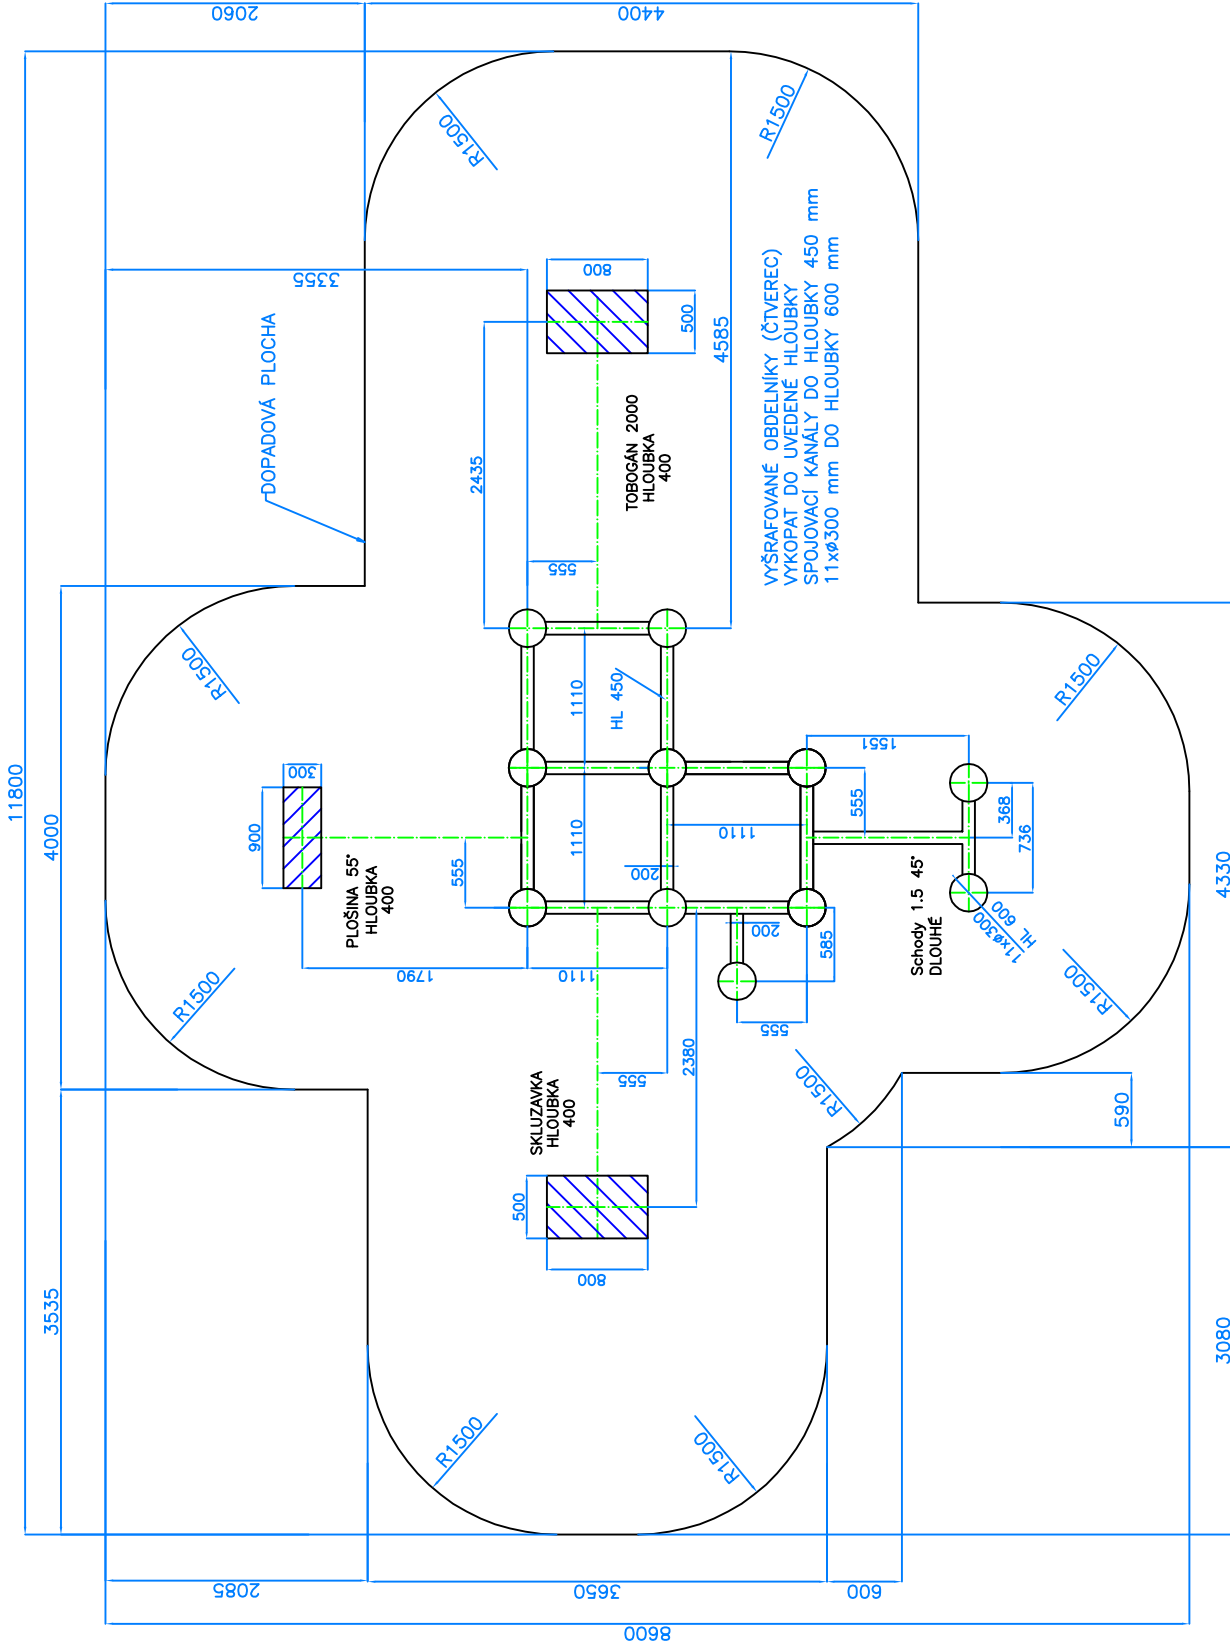 11800
4000
3535
2060
4400
3355
DOPADOVÁ PLOCHA
R1500
R1500
R1500
R1500
R1500
R1500
R1500
R1500
R1500
800
500
4585
2435
555
TOBOGÁN 2000
HLOUBKA
400
VYŠRAFOVANÉ OBDELNÍKY (ČTVEREC)
VYKOPAT DO UVEDENÉ HLOUBKY
SPOJOVACÍ KANÁLY DO HLOUBKY 450 mm
11xø300 mm DO HLOUBKY 600 mm
900
300
PLOŠINA 55°
HLOUBKA
400
555
1110
1110
HL 450
1110
200
200
1790
1110
555
1551
555
368
736
585
555
2380
Schody 1.5 45°
DLOUHÉ
11xø300
HL 600
SKLUZAVKA
HLOUBKA
400
500
800
590
4330
3080
2085
3650
600
8600